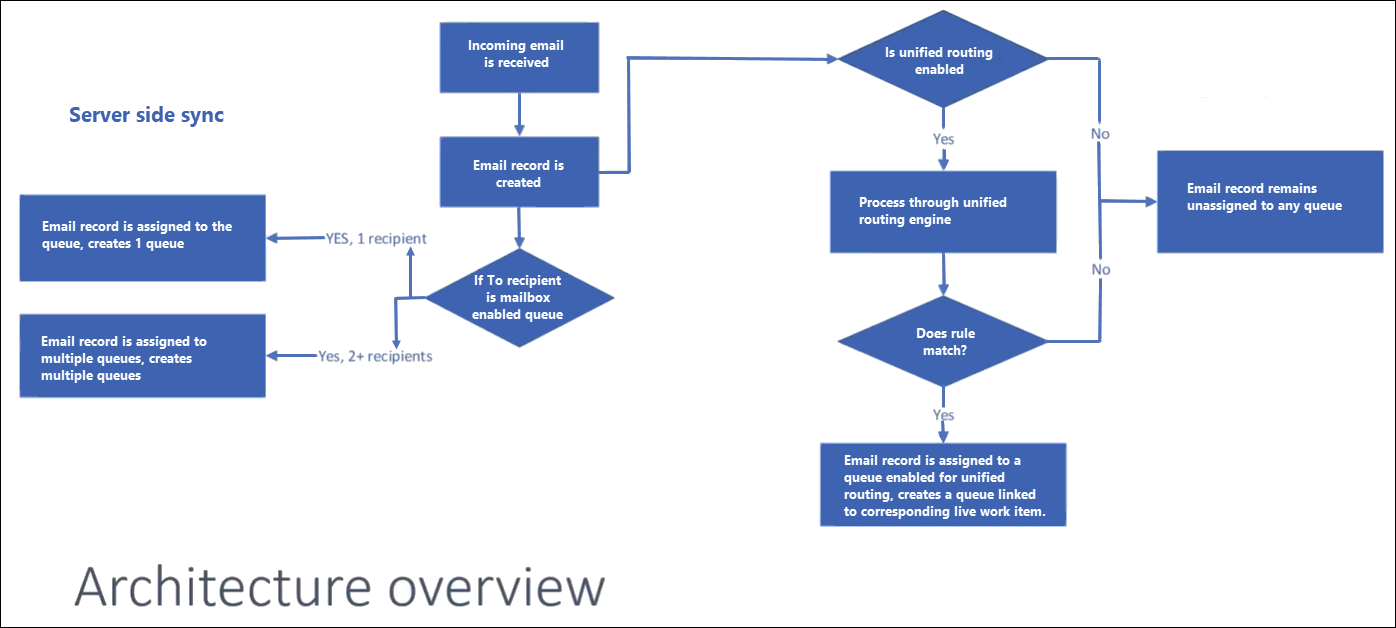 Incoming email
is received
Is unified routing
enabled
Server side sync
Yes
No
Email record is
created
Email record remains
unassigned to any queue
Process through unified
routing engine
Email record is assigned to the
queue, creates 1 queue
YES, 1 recipient
If To recipient
is mailbox
enabled queue
No
Email record is assigned to
multiple queues, creates
multiple queues
Yes, 2+ recipients
Does rule
match?
Yes
Email record is assigned to a
queue enabled for unified
routing, creates a queue linked
to corresponding live work item.
Architecture overview